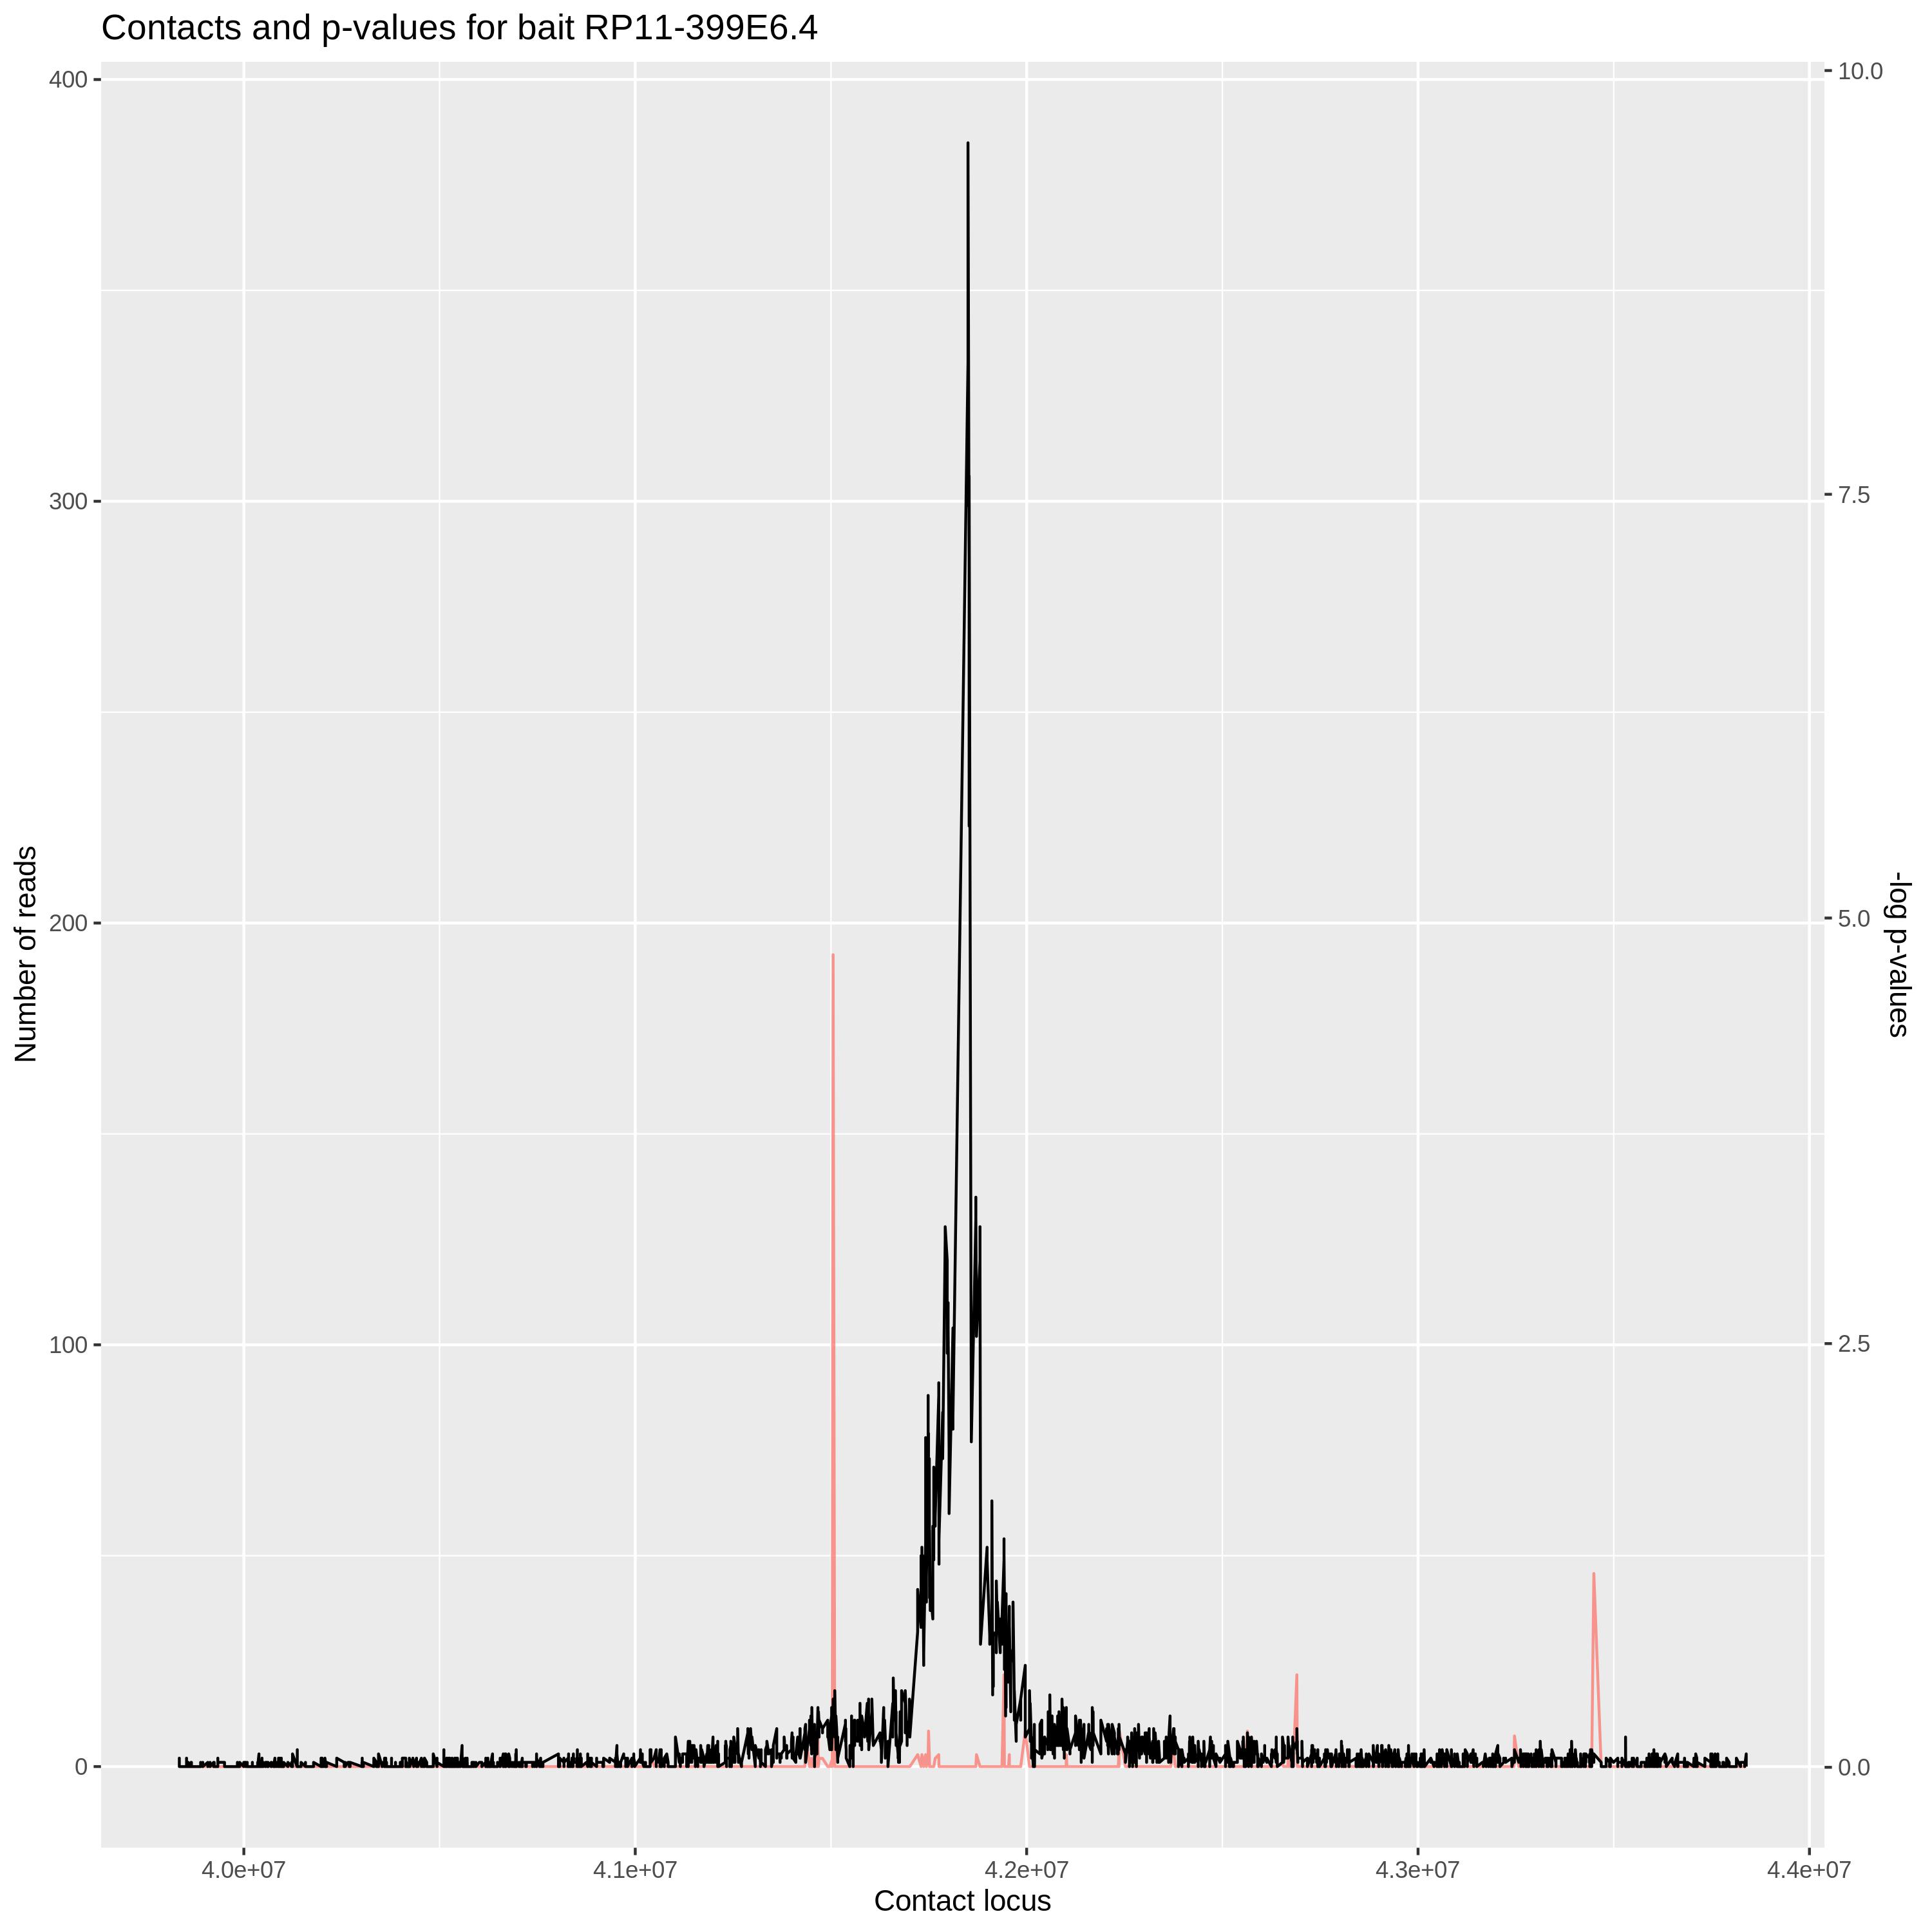 Contacts and p-values for bait RP11-399E6.4
400
300
200
100
0
10.0
7.5
5.0
2.5
0.0
Number of reads
-log p-values
4.0e+07
4.1e+07
4.2e+07
4.3e+07
4.4e+07
Contact locus